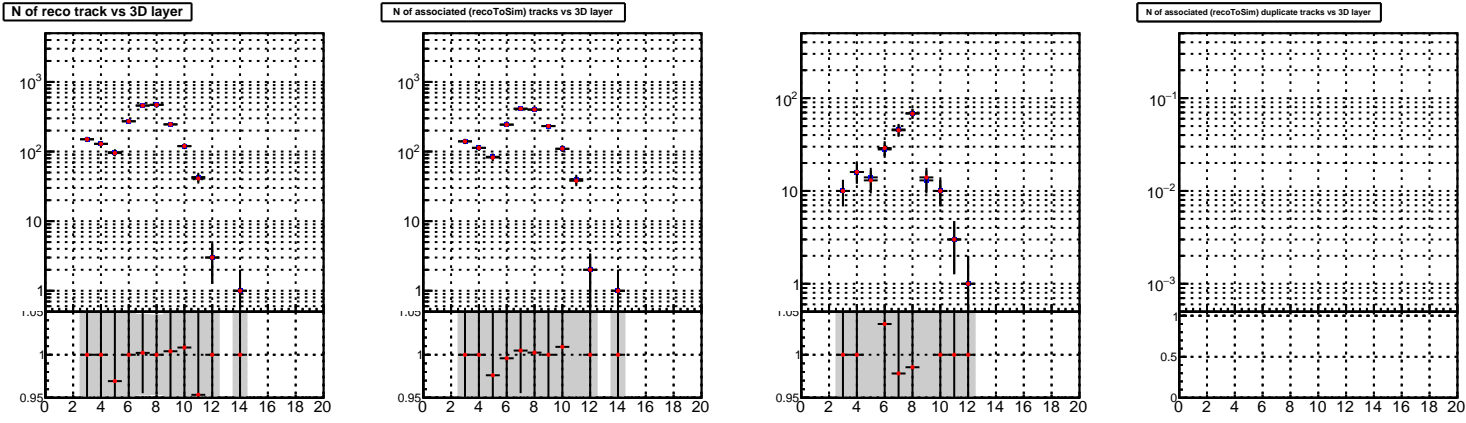 N of reco track vs 3D layer
N of associated (recoToSim) tracks vs 3D layer
N of associated (recoToSim) duplicate tracks vs 3D layer
10³ 10³ 10² 10⁻¹
10² 10² 10 10⁻²
10 10 1 10⁻³
1 1
1.05 1.05 1.05 1
1 1 1 0.5
0.95 0.95 0.95 0
0 2 4 6 8 10 12 14 16 18 20
0 2 4 6 8 10 12 14 16 18 20
0 2 4 6 8 10 12 14 16 18 20
0 2 4 6 8 10 12 14 16 18 20